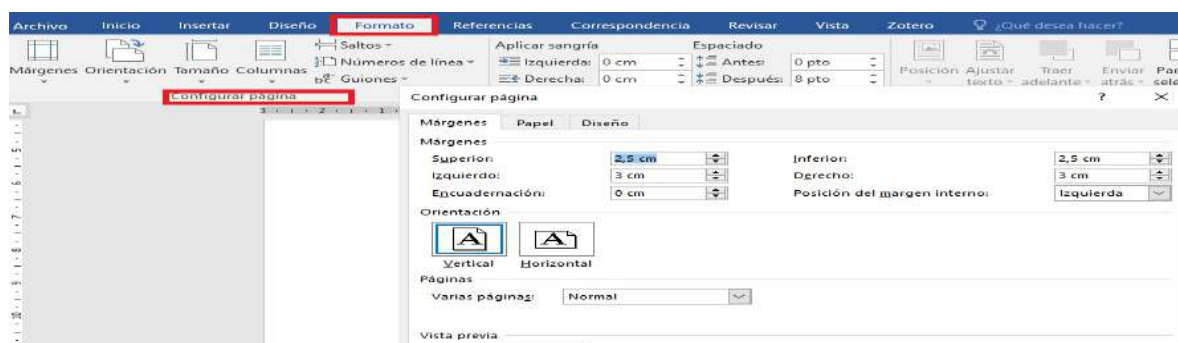 Archivo Inicio Insertar Diseño Formato Referencias Correspondencia Revisar Vista Zotero ¿Qué desea hacer?
Saltos Aplicar sangría Espaciado
Márgenes Orientación Tamaño Columnas Números de línea Izquierda: 0 cm Antes: 0 pto Posición Ajustar texto Traer adelante Enviar atrás
Guiones Derecha: 0 cm Después: 8 pto
Configurar página
3 2 1 1
Configurar página ? ×
Márgenes Papel Diseño
Márgenes
Superior: 2,5 cm Inferior: 2,5 cm
Izquierdo: 3 cm Derecho: 3 cm
Encuadernación: 0 cm Posición del margen interno: Izquierda
Orientación
A A
Vertical Horizontal
Páginas
Varias páginas: Normal
Vista previa